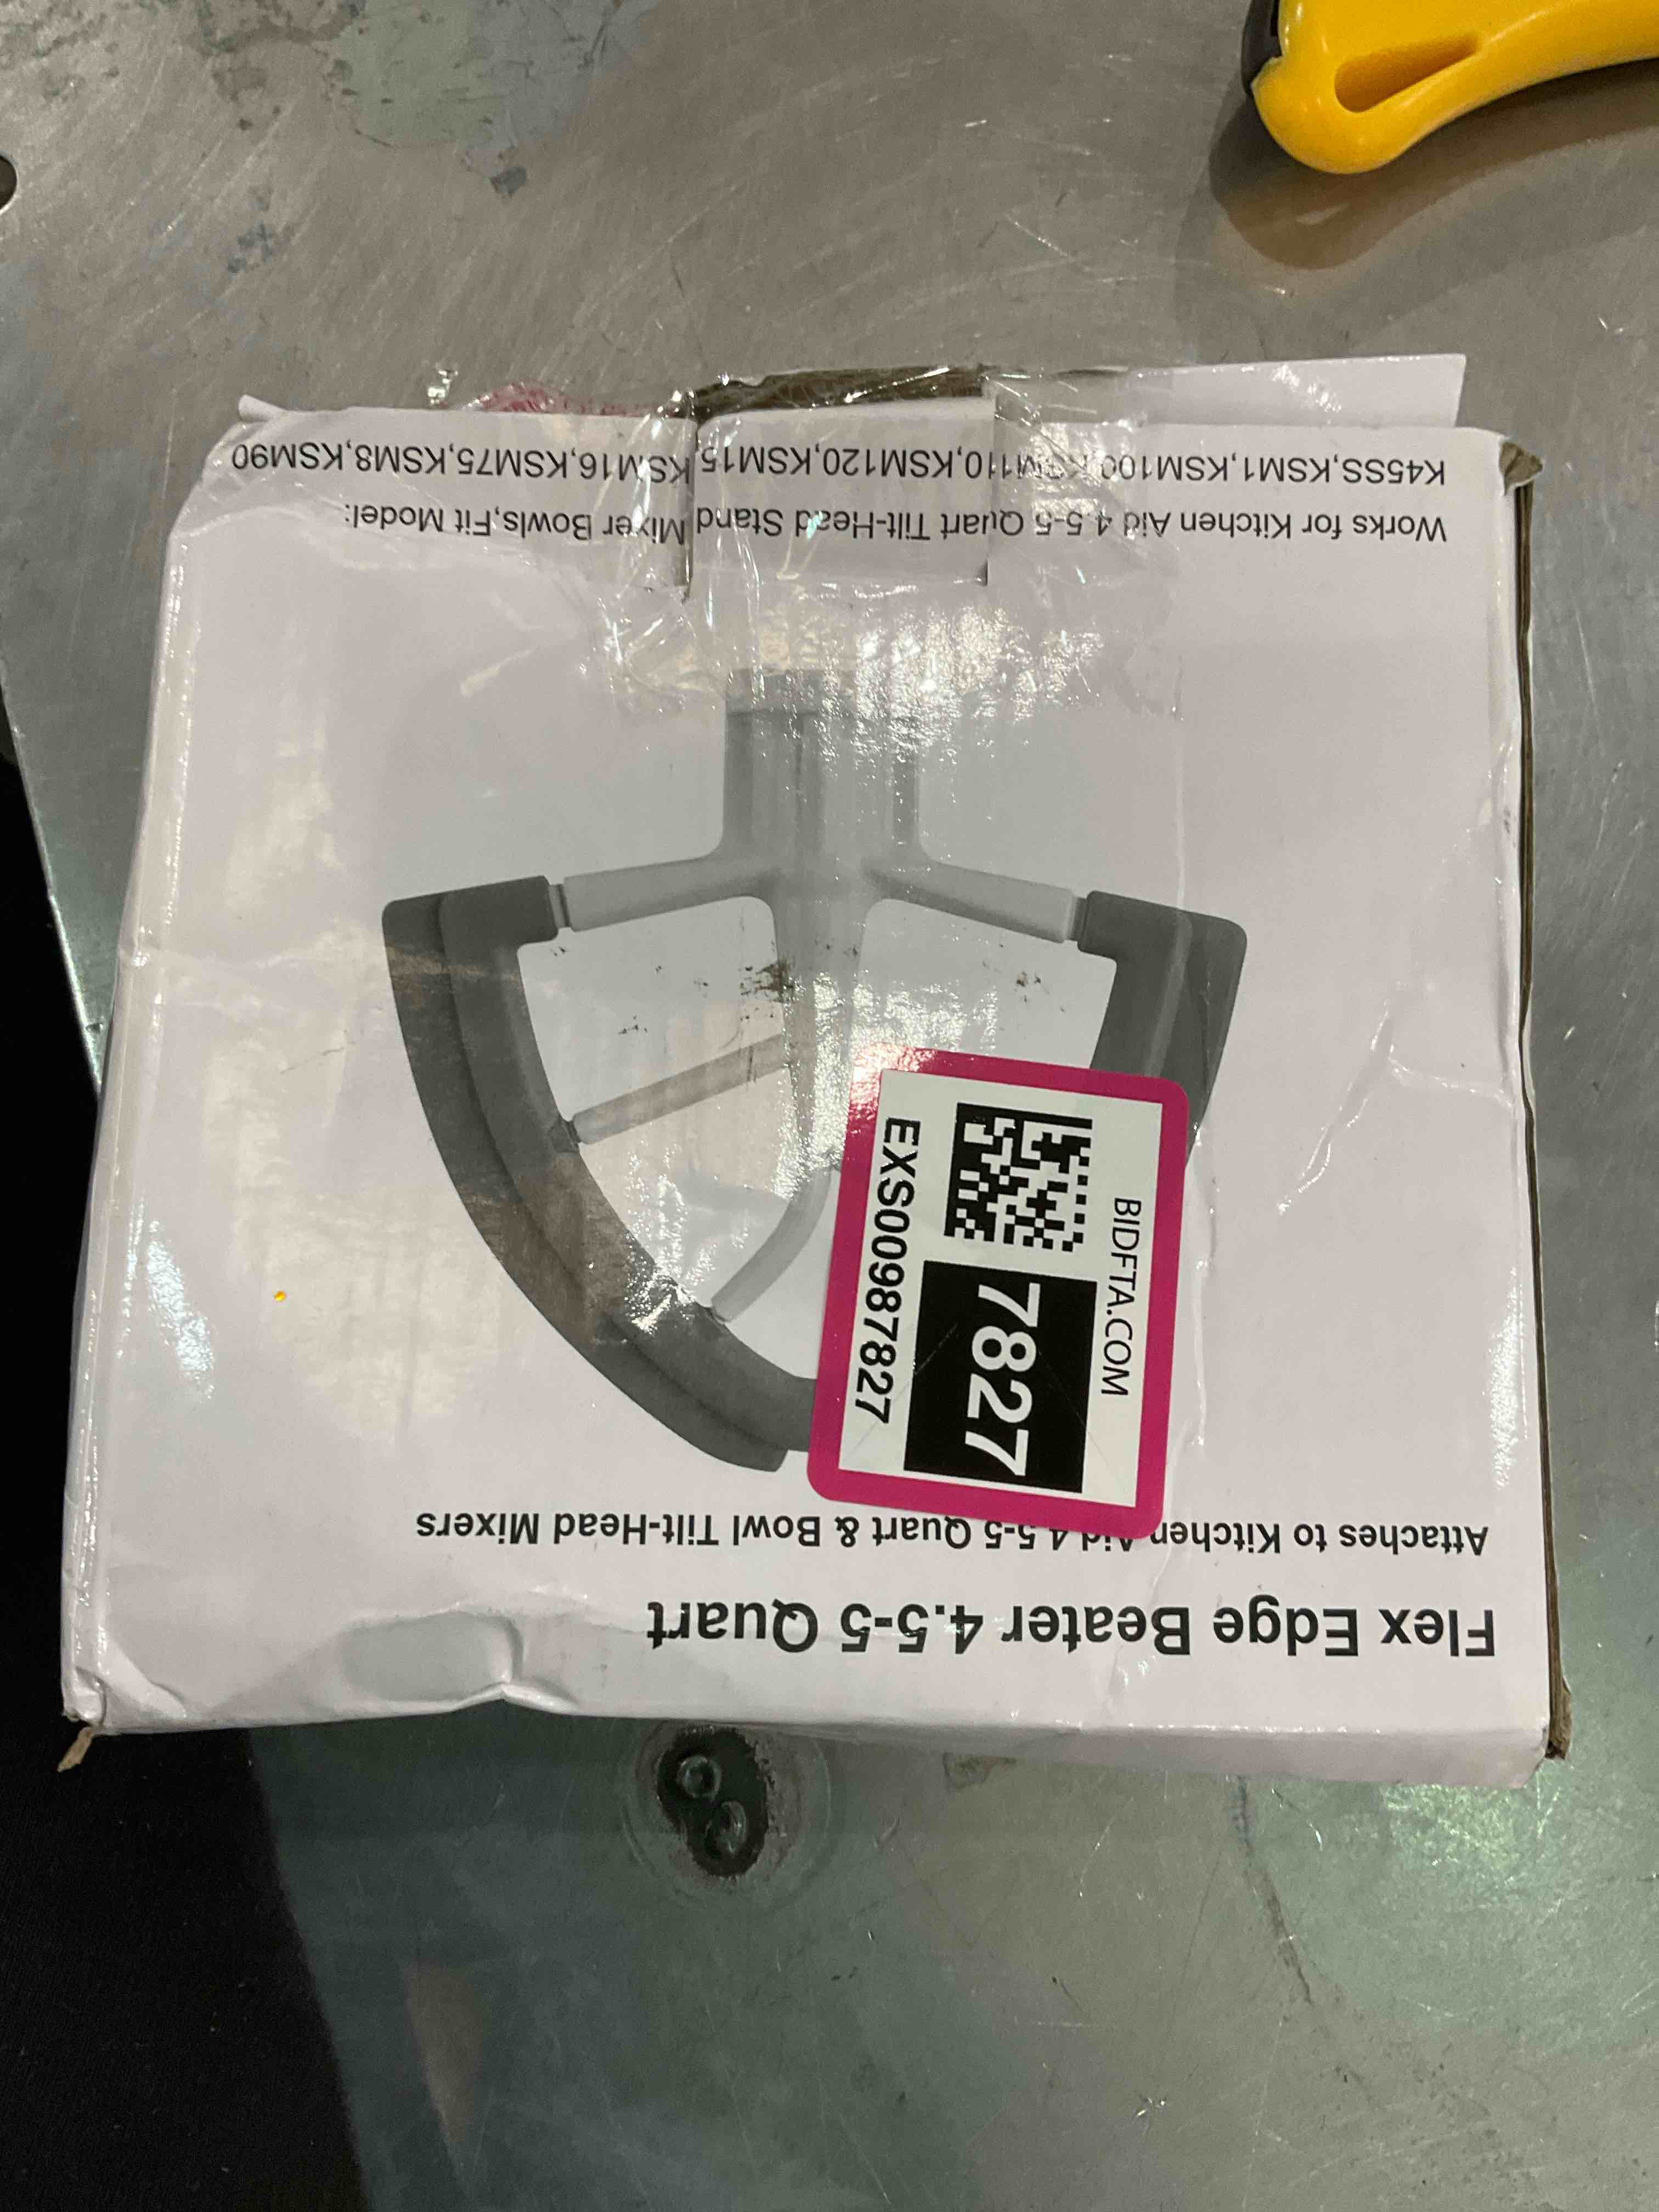 Flex Edge Beater 4.5-5 Quart
Attaches to Kitchen Aid 4.5-5 Quart & Bowl Tilt-Head Mixers
BIDFTA.COM
7827
EXS00987827
Works for Kitchen Aid 4.5-5 Quart Tilt-Head Stand Mixer Bowls,Fit Model:
K45SS,KSM1,KSM100,KSM110,KSM120,KSM15,KSM16,KSM75,KSM8,KSM90